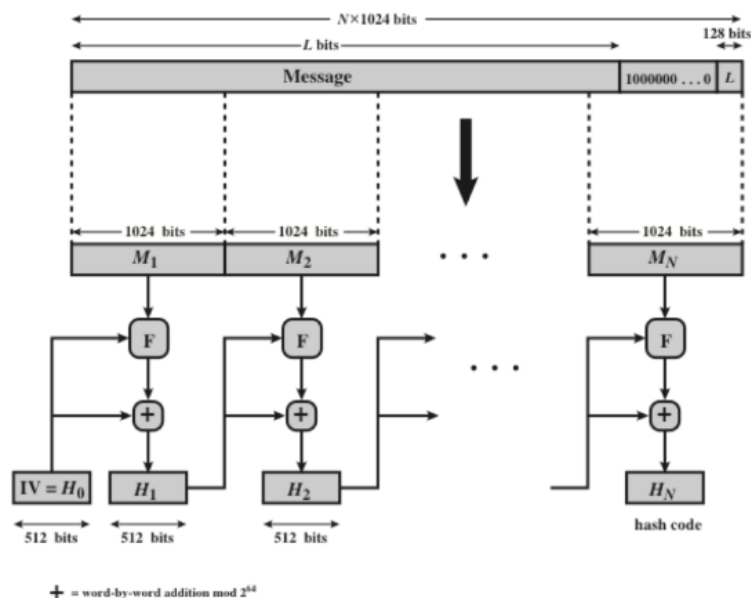 N×1024 bits
128 bits
L bits
Message 1000000 . . . 0 L
1024 bits 1024 bits 1024 bits
M1 M2 • • • MN
F F F
• • •
+ + +
IV = H0 H1 H2 HN
hash code
512 bits 512 bits 512 bits
+ = word-by-word addition mod 2^64